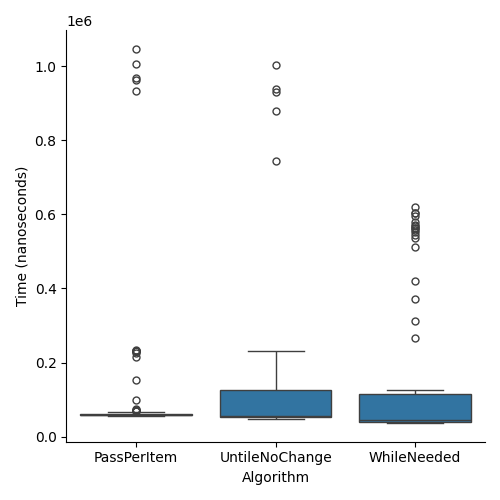 1e6
1.0
0.8
0.6
0.4
0.2
0.0
Time (nanoseconds)
PassPerItem
UntileNoChange
WhileNeeded
Algorithm